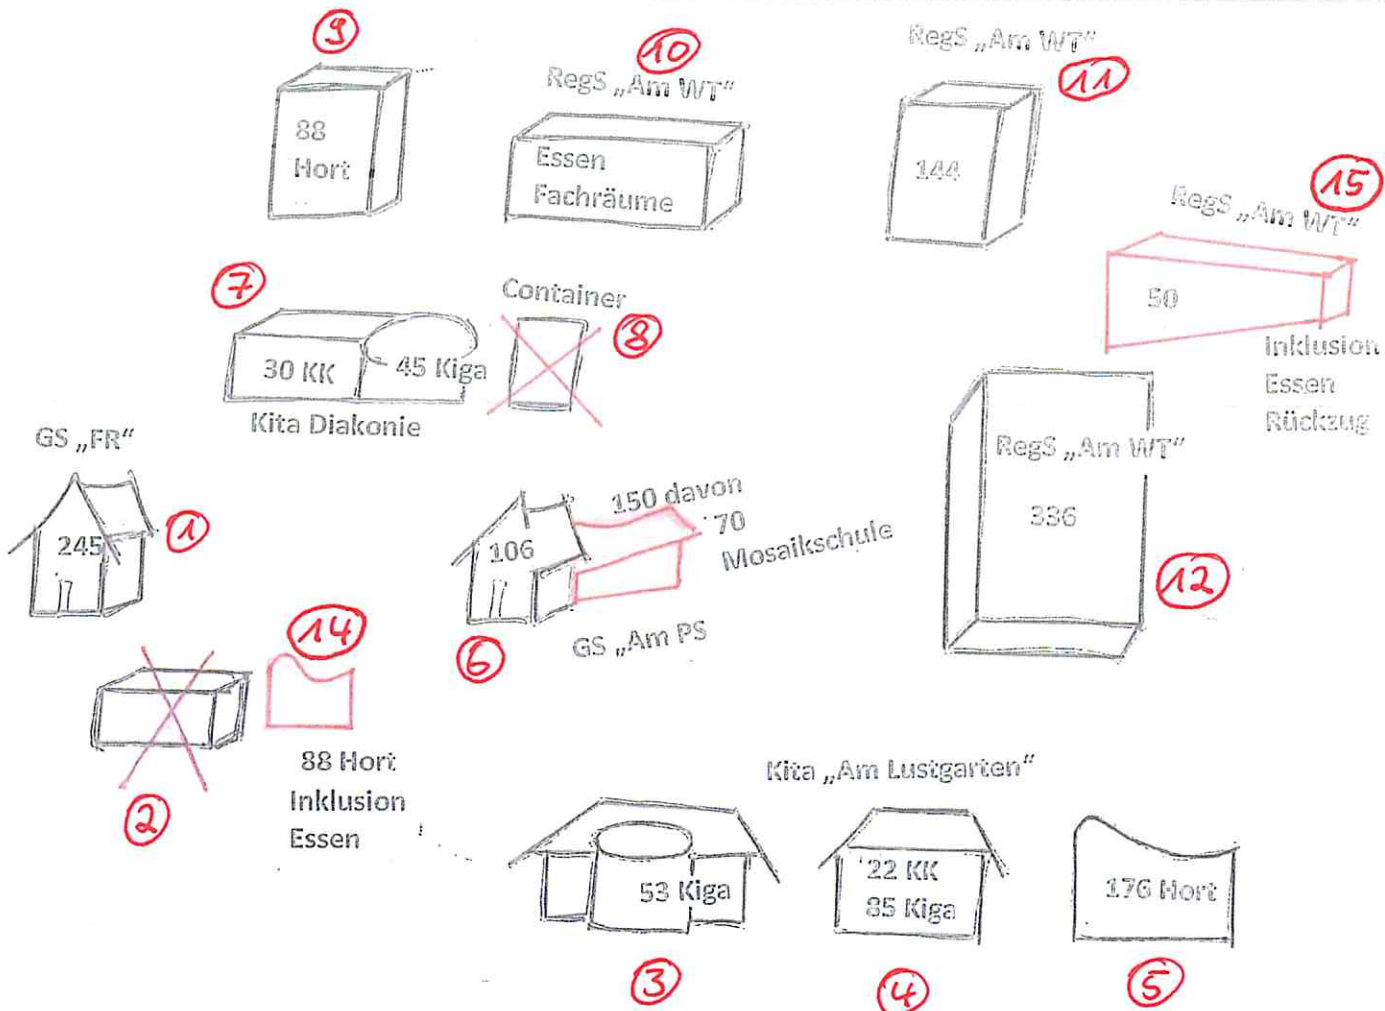 9
88
Hort
10
RegS „Am WT“
Essen
Fachräume
RegS „Am WT“
11
144
15
RegS „Am WT“
50
Inklusion
Essen
Rückzug
7
30 KK
45 Kiga
Kita Diakonie
Container
8
GS „FR“
245
1
106
150 davon
70
Mosaikschule
6
GS „Am PS
RegS „Am WT“
336
12
2
14
88 Hort
Inklusion
Essen
Kita „Am Lustgarten“
53 Kiga
22 KK
85 Kiga
176 Hort
3
4
5